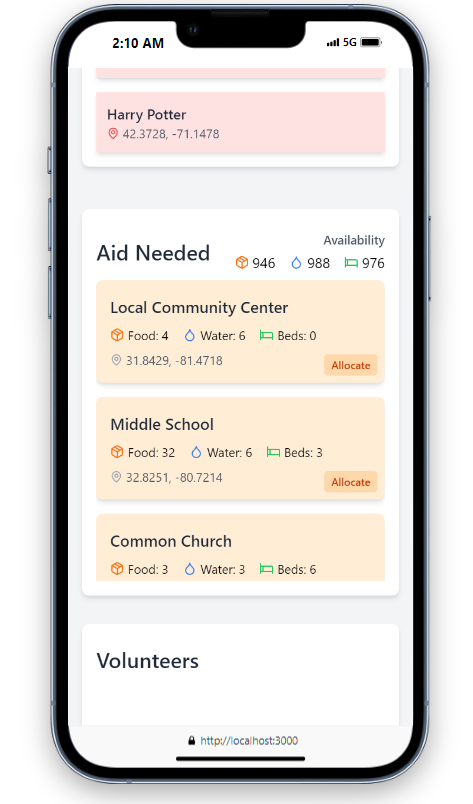 2:10 AM 5G
Harry Potter
42.3728, -71.1478
Availability
Aid Needed
946 988 976
Local Community Center
Food: 4 Water: 6 Beds: 0
31.8429, -81.4718
Allocate
Middle School
Food: 32 Water: 6 Beds: 3
32.8251, -80.7214
Allocate
Common Church
Food: 3 Water: 3 Beds: 6
Volunteers
http://localhost:3000